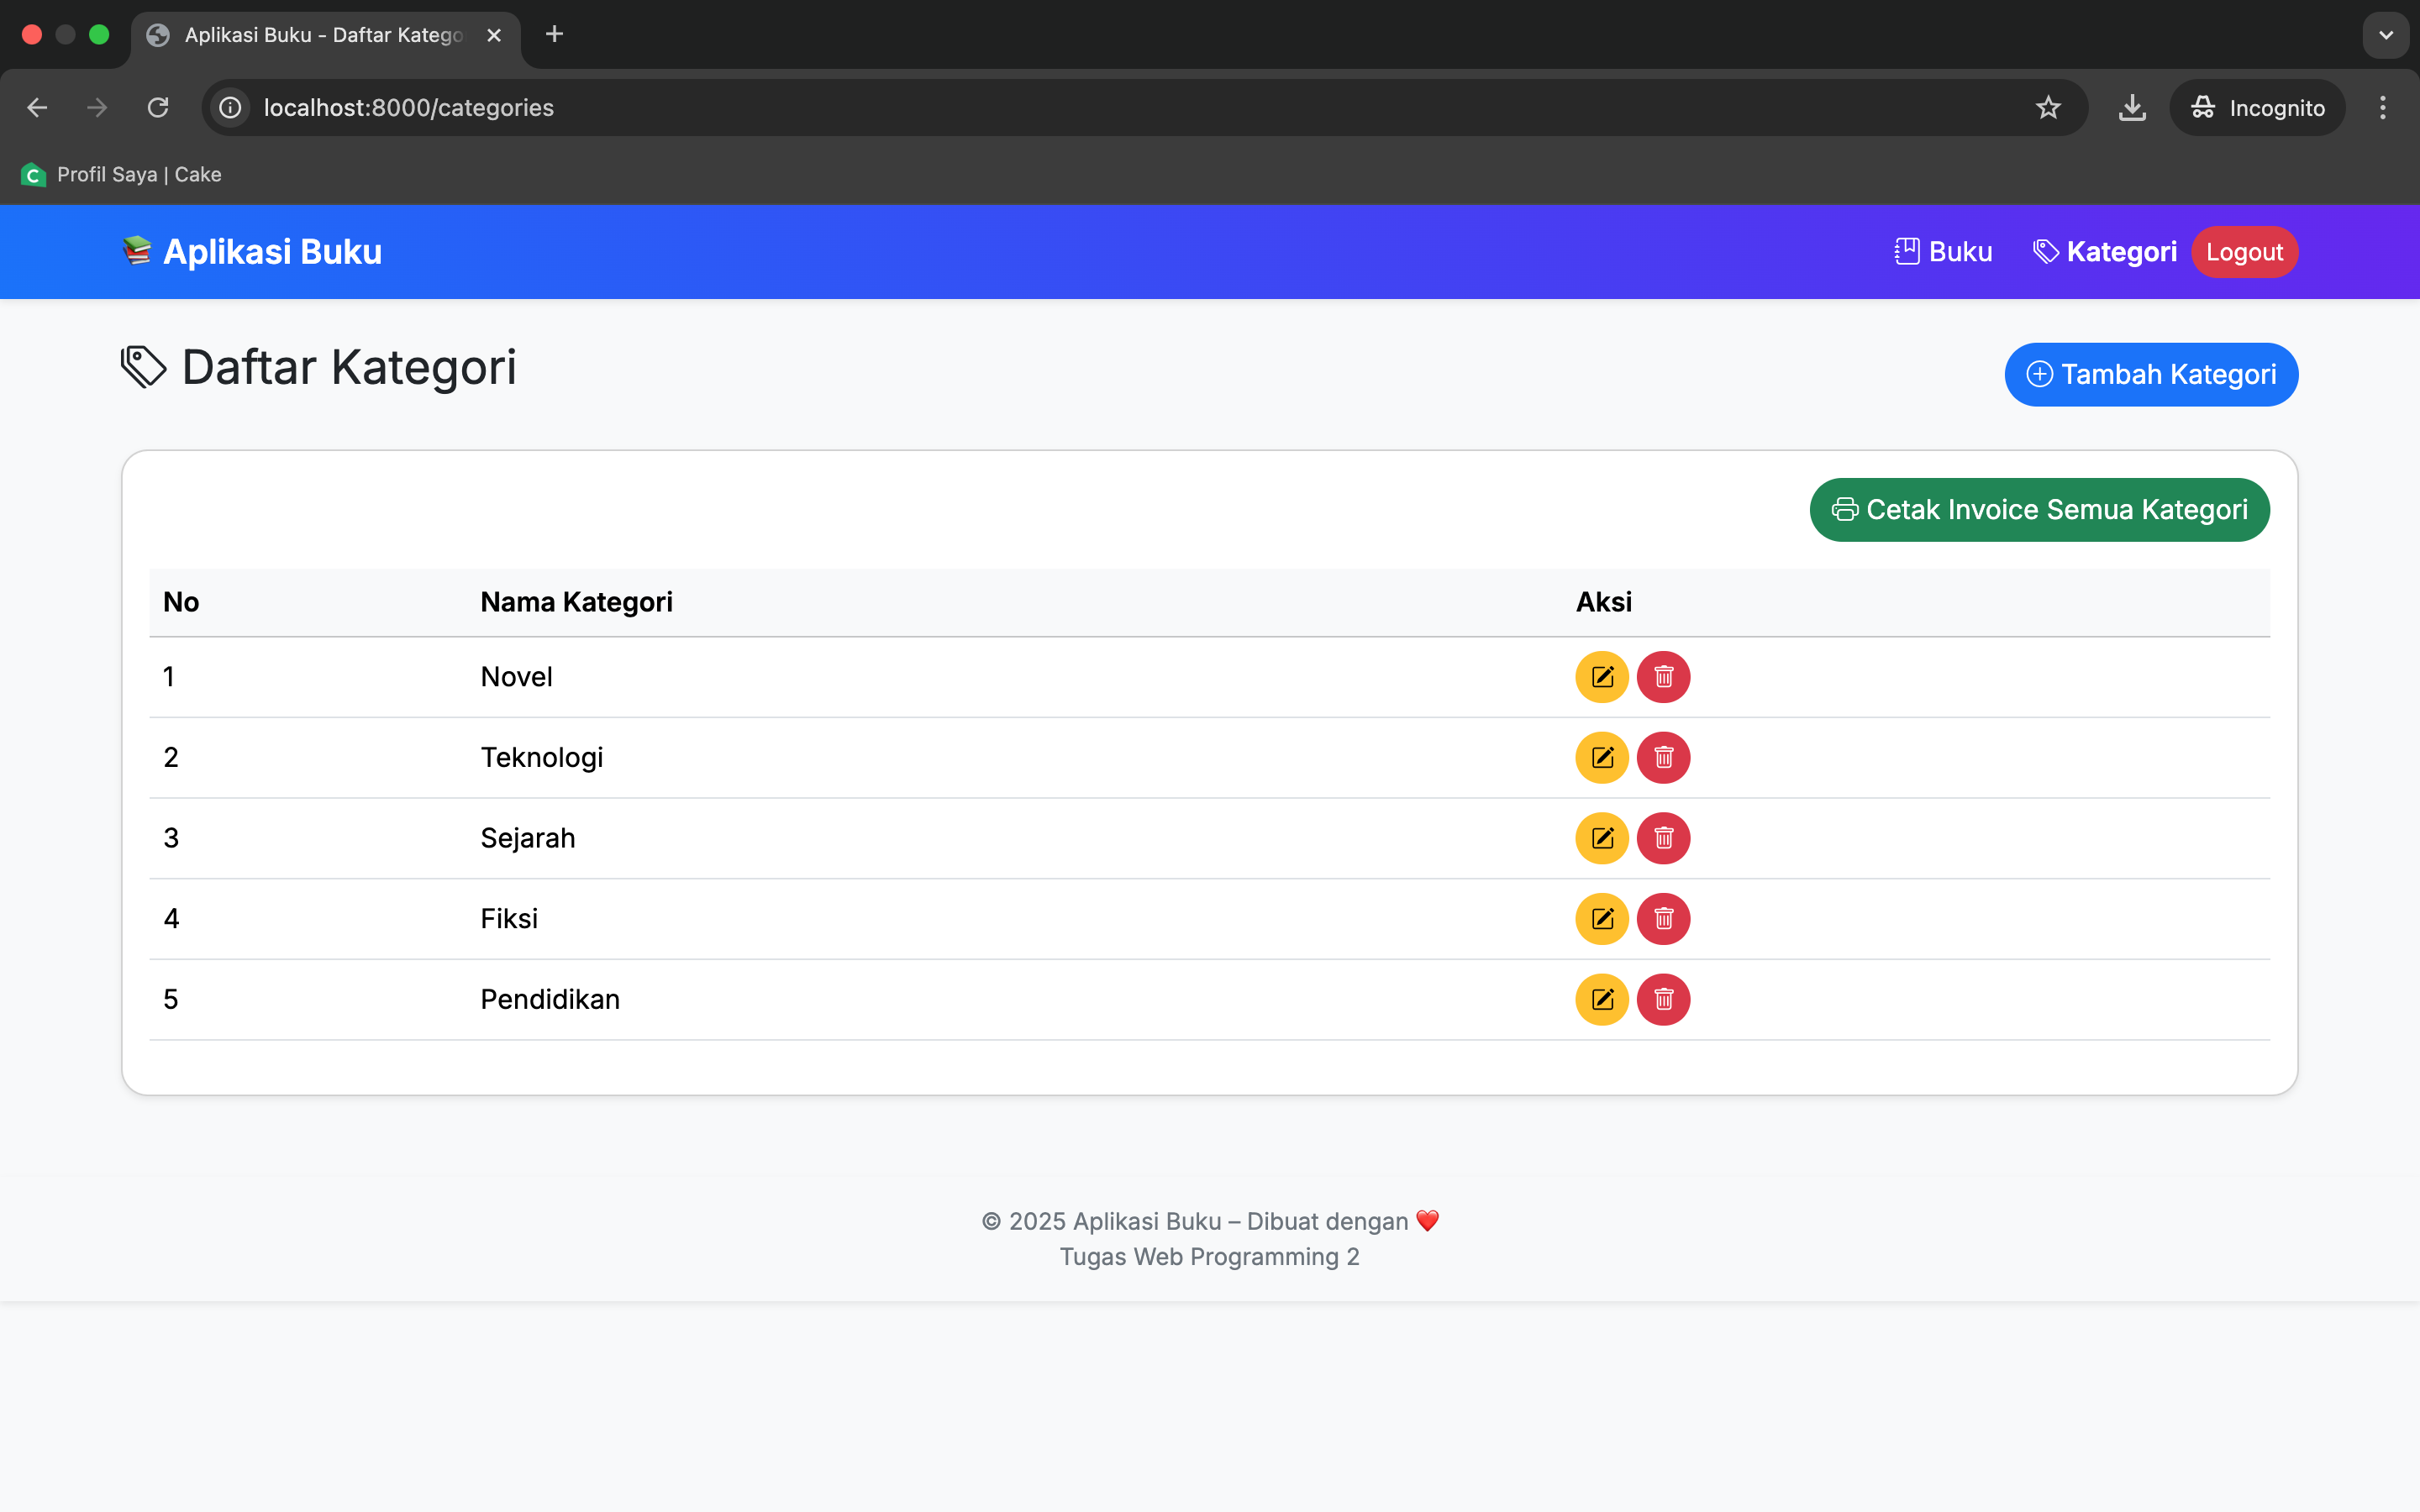 Aplikasi Buku - Daftar Katego
localhost:8000/categories
Incognito
Profil Saya | Cake
Aplikasi Buku
Buku
Kategori
Logout
Daftar Kategori
Tambah Kategori
Cetak Invoice Semua Kategori
No Nama Kategori Aksi
1 Novel
2 Teknologi
3 Sejarah
4 Fiksi
5 Pendidikan
© 2025 Aplikasi Buku – Dibuat dengan ❤️
Tugas Web Programming 2